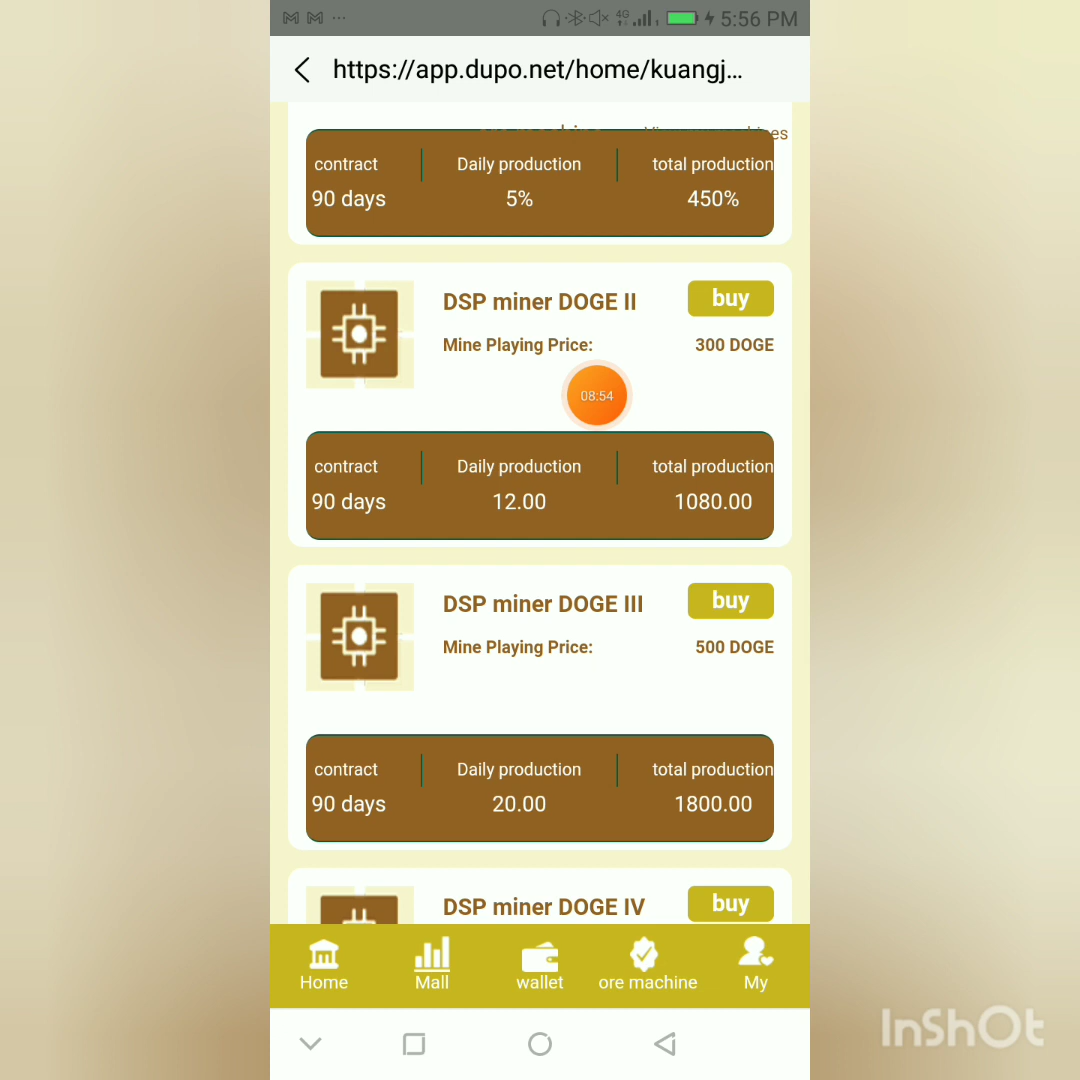 5:56 PM
4G
https://app.dupo.net/home/kuangj...
contract Daily production total production
90 days 5% 450%
DSP miner DOGE II buy
Mine Playing Price: 300 DOGE
08:54
contract Daily production total production
90 days 12.00 1080.00
DSP miner DOGE III buy
Mine Playing Price: 500 DOGE
contract Daily production total production
90 days 20.00 1800.00
DSP miner DOGE IV buy
Home Mall wallet ore machine My
InShOt